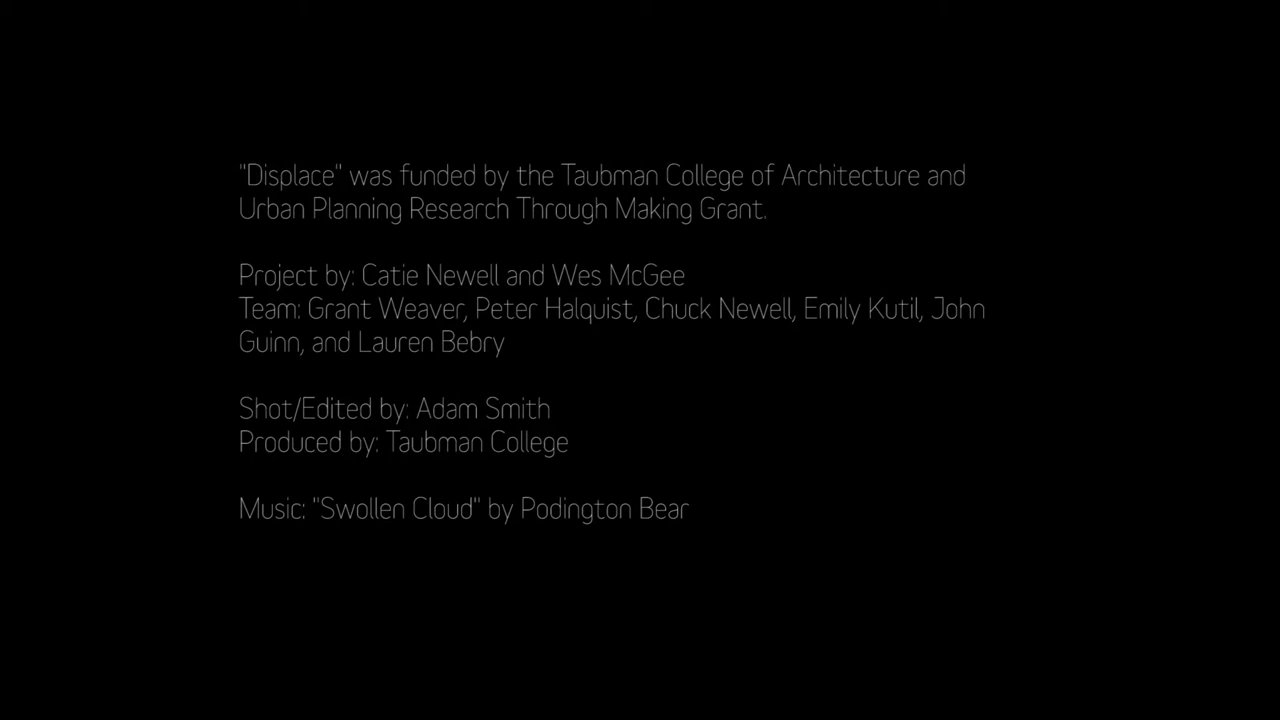 "Displace" was funded by the Taubman College of Architecture and
Urban Planning Research Through Making Grant.
Project by: Catie Newell and Wes McGee
Team: Grant Weaver, Peter Halquist, Chuck Newell, Emily Kutil, John
Guinn, and Lauren Bebry
Shot/Edited by: Adam Smith
Produced by: Taubman College
Music: "Swollen Cloud" by Podington Bear